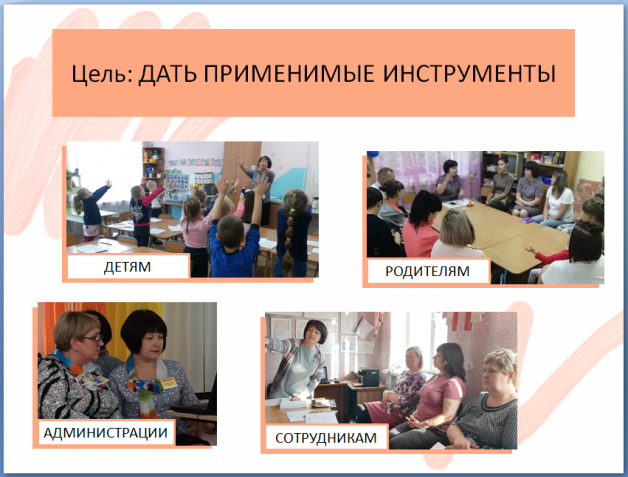 Цель: ДАТЬ ПРИМЕНИМЫЕ ИНСТРУМЕНТЫ
ДЕТЯМ
РОДИТЕЛЯМ
АДМИНИСТРАЦИИ
СОТРУДНИКАМ